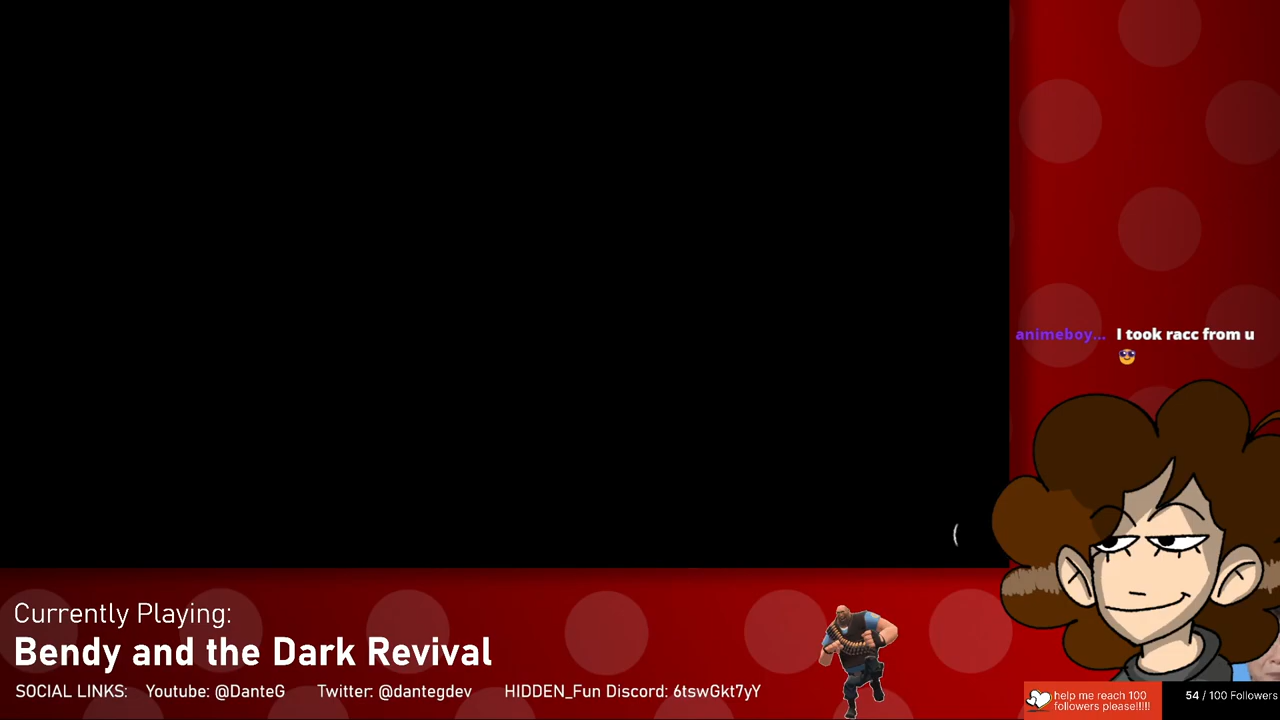 animeboy... I took racc from u
Currently Playing:
Bendy and the Dark Revival
SOCIAL LINKS: Youtube: @DanteG Twitter: @dantegdev HIDDEN_Fun Discord: 6tswGkt7yY
help me reach 100
followers please!!!!!
54 / 100 Followers